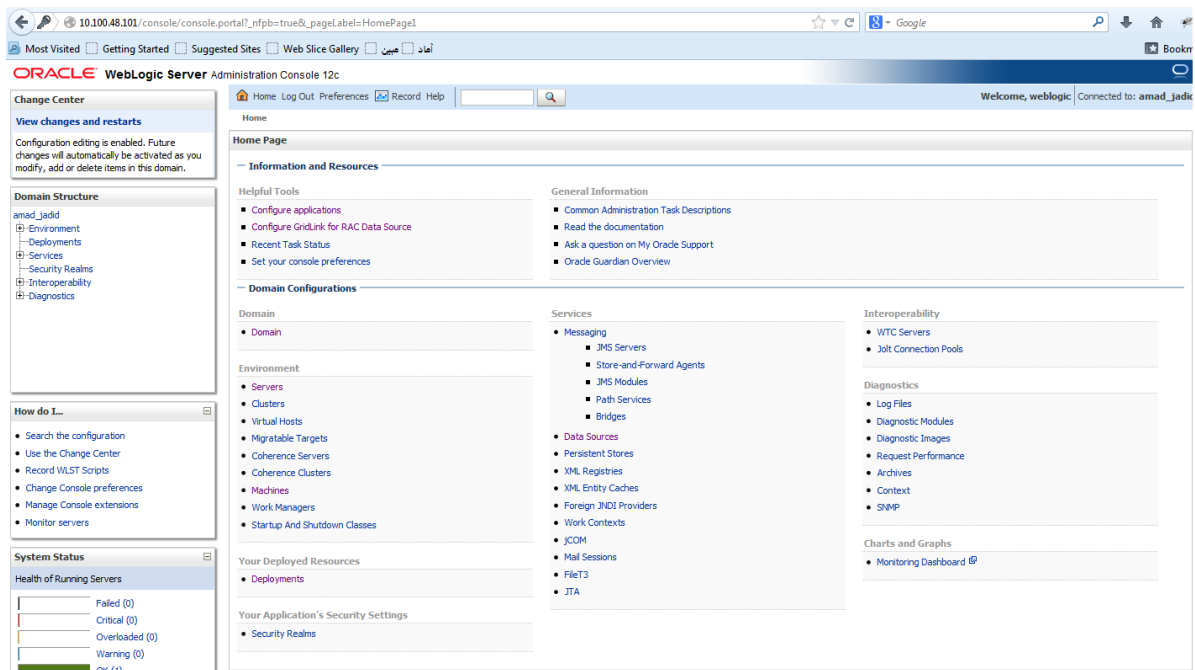 10.100.48.101/console/console.portal?_nfpb=true&_pageLabel=HomePage1
Google
Most Visited Getting Started Suggested Sites Web Slice Gallery مبین آماد
Bookm
ORACLE WebLogic Server Administration Console 12c
Change Center
View changes and restarts
Configuration editing is enabled. Future
changes will automatically be activated as you
modify, add or delete items in this domain.
Domain Structure
amad_jadid
Environment
Deployments
Services
Security Realms
Interoperability
Diagnostics
How do I...
Search the configuration
Use the Change Center
Record WLST Scripts
Change Console preferences
Manage Console extensions
Monitor servers
System Status
Health of Running Servers
Failed (0)
Critical (0)
Overloaded (0)
Warning (0)
OK (1)
Home Log Out Preferences Record Help
Welcome, weblogic Connected to: amad_jadid
Home
Home Page
Information and Resources
Helpful Tools
Configure applications
Configure GridLink for RAC Data Source
Recent Task Status
Set your console preferences
General Information
Common Administration Task Descriptions
Read the documentation
Ask a question on My Oracle Support
Oracle Guardian Overview
Domain Configurations
Domain
Domain
Environment
Servers
Clusters
Virtual Hosts
Migratable Targets
Coherence Servers
Coherence Clusters
Machines
Work Managers
Startup And Shutdown Classes
Your Deployed Resources
Deployments
Your Application's Security Settings
Security Realms
Services
Messaging
JMS Servers
Store-and-Forward Agents
JMS Modules
Path Services
Bridges
Data Sources
Persistent Stores
XML Registries
XML Entity Caches
Foreign JNDI Providers
Work Contexts
jCOM
Mail Sessions
FileT3
JTA
Interoperability
WTC Servers
Jolt Connection Pools
Diagnostics
Log Files
Diagnostic Modules
Diagnostic Images
Request Performance
Archives
Context
SNMP
Charts and Graphs
Monitoring Dashboard